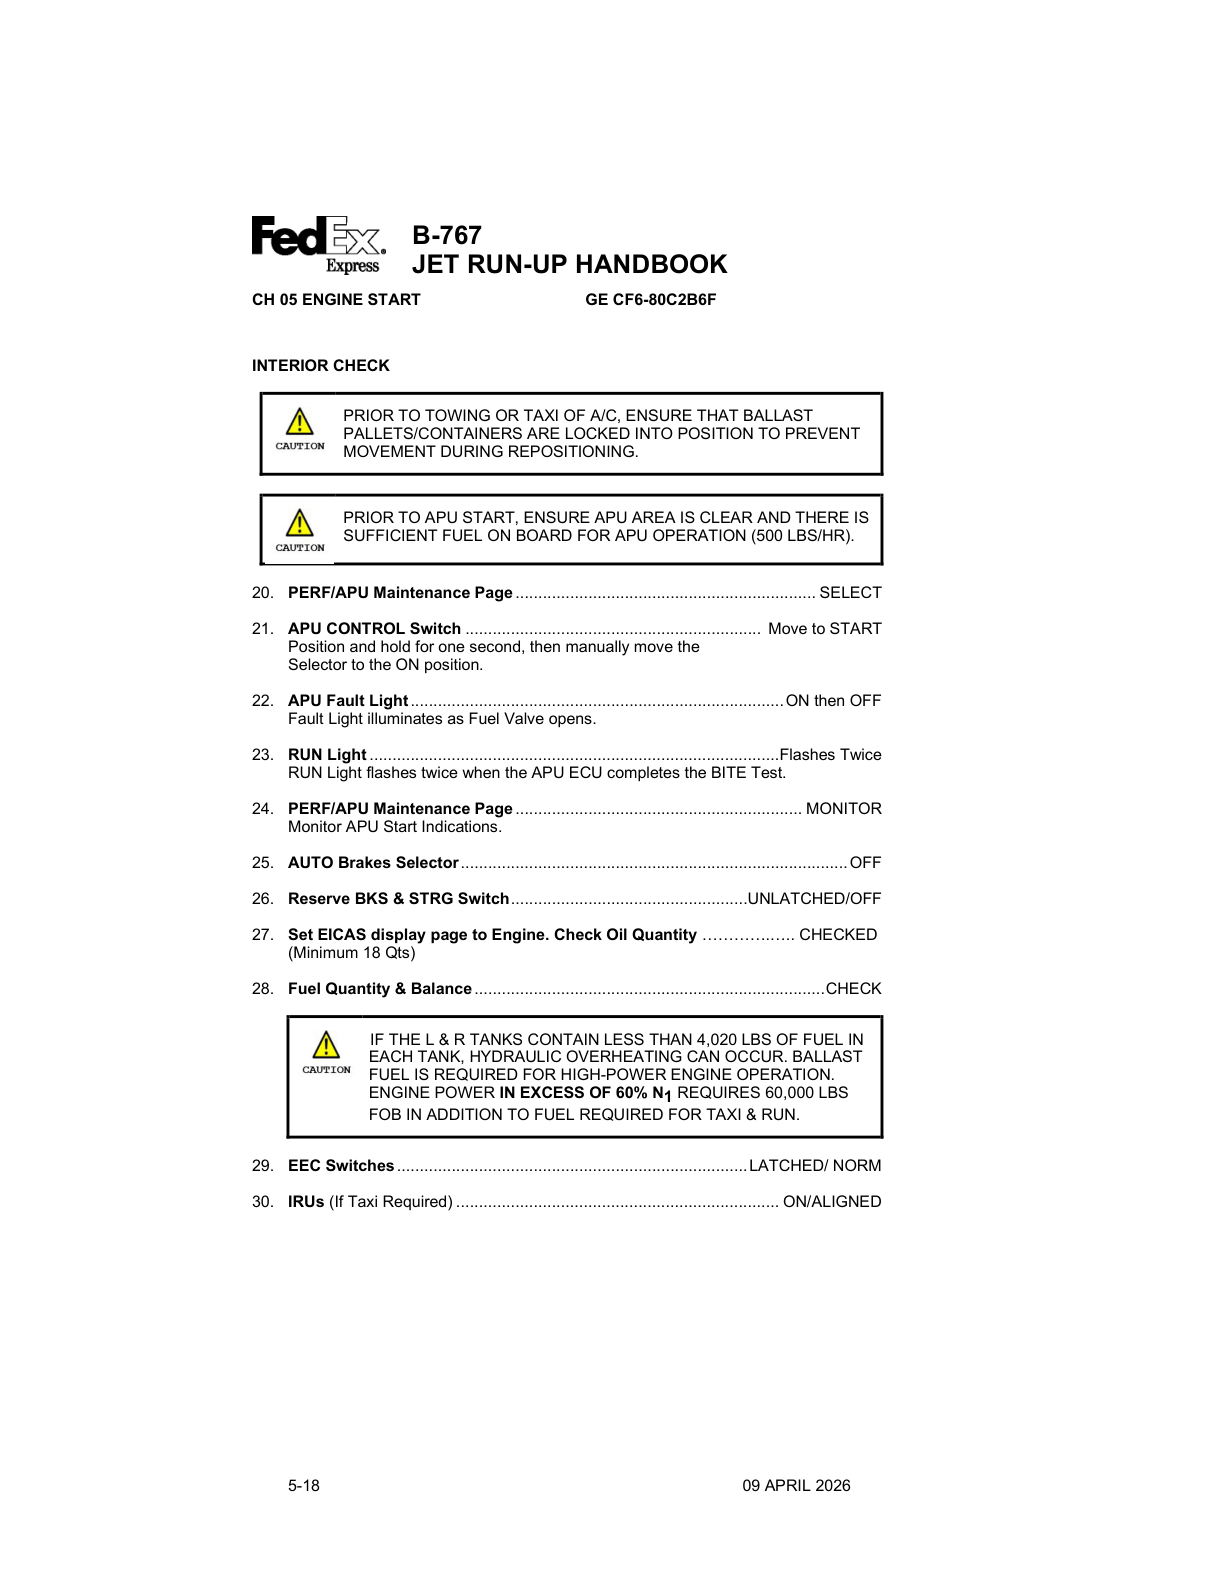 FedEx®
Express
B-767
JET RUN-UP HANDBOOK
CH 05 ENGINE START GE CF6-80C2B6F
INTERIOR CHECK
CAUTION
PRIOR TO TOWING OR TAXI OF A/C, ENSURE THAT BALLAST
PALLETS/CONTAINERS ARE LOCKED INTO POSITION TO PREVENT
MOVEMENT DURING REPOSITIONING.
CAUTION
PRIOR TO APU START, ENSURE APU AREA IS CLEAR AND THERE IS
SUFFICIENT FUEL ON BOARD FOR APU OPERATION (500 LBS/HR).
20. PERF/APU Maintenance Page .................................................................. SELECT
21. APU CONTROL Switch ................................................................. Move to START
Position and hold for one second, then manually move the
Selector to the ON position.
22. APU Fault Light .................................................................................. ON then OFF
Fault Light illuminates as Fuel Valve opens.
23. RUN Light .......................................................................................... Flashes Twice
RUN Light flashes twice when the APU ECU completes the BITE Test.
24. PERF/APU Maintenance Page ............................................................... MONITOR
Monitor APU Start Indications.
25. AUTO Brakes Selector ..................................................................................... OFF
26. Reserve BKS & STRG Switch .................................................... UNLATCHED/OFF
27. Set EICAS display page to Engine. Check Oil Quantity ………….….. CHECKED
(Minimum 18 Qts)
28. Fuel Quantity & Balance ............................................................................. CHECK
CAUTION
IF THE L & R TANKS CONTAIN LESS THAN 4,020 LBS OF FUEL IN
EACH TANK, HYDRAULIC OVERHEATING CAN OCCUR. BALLAST
FUEL IS REQUIRED FOR HIGH-POWER ENGINE OPERATION.
ENGINE POWER IN EXCESS OF 60% N1 REQUIRES 60,000 LBS
FOB IN ADDITION TO FUEL REQUIRED FOR TAXI & RUN.
29. EEC Switches ............................................................................. LATCHED/ NORM
30. IRUs (If Taxi Required) ....................................................................... ON/ALIGNED
5-18 09 APRIL 2026